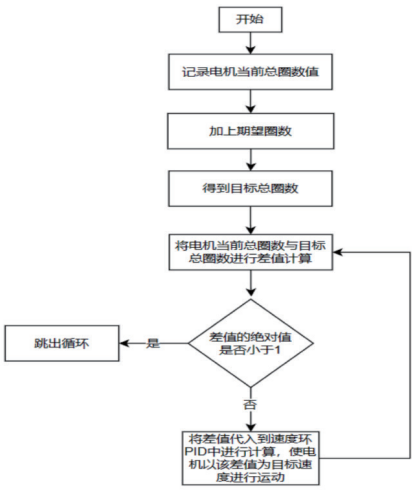 开始
记录电机当前总圈数值
加上期望圈数
得到目标总圈数
将电机当前总圈数与目标
总圈数进行差值计算
差值的绝对值
是否小于1
是
跳出循环
否
将差值代入到速度环
PID中进行计算，使电
机以该差值为目标速
度进行运动